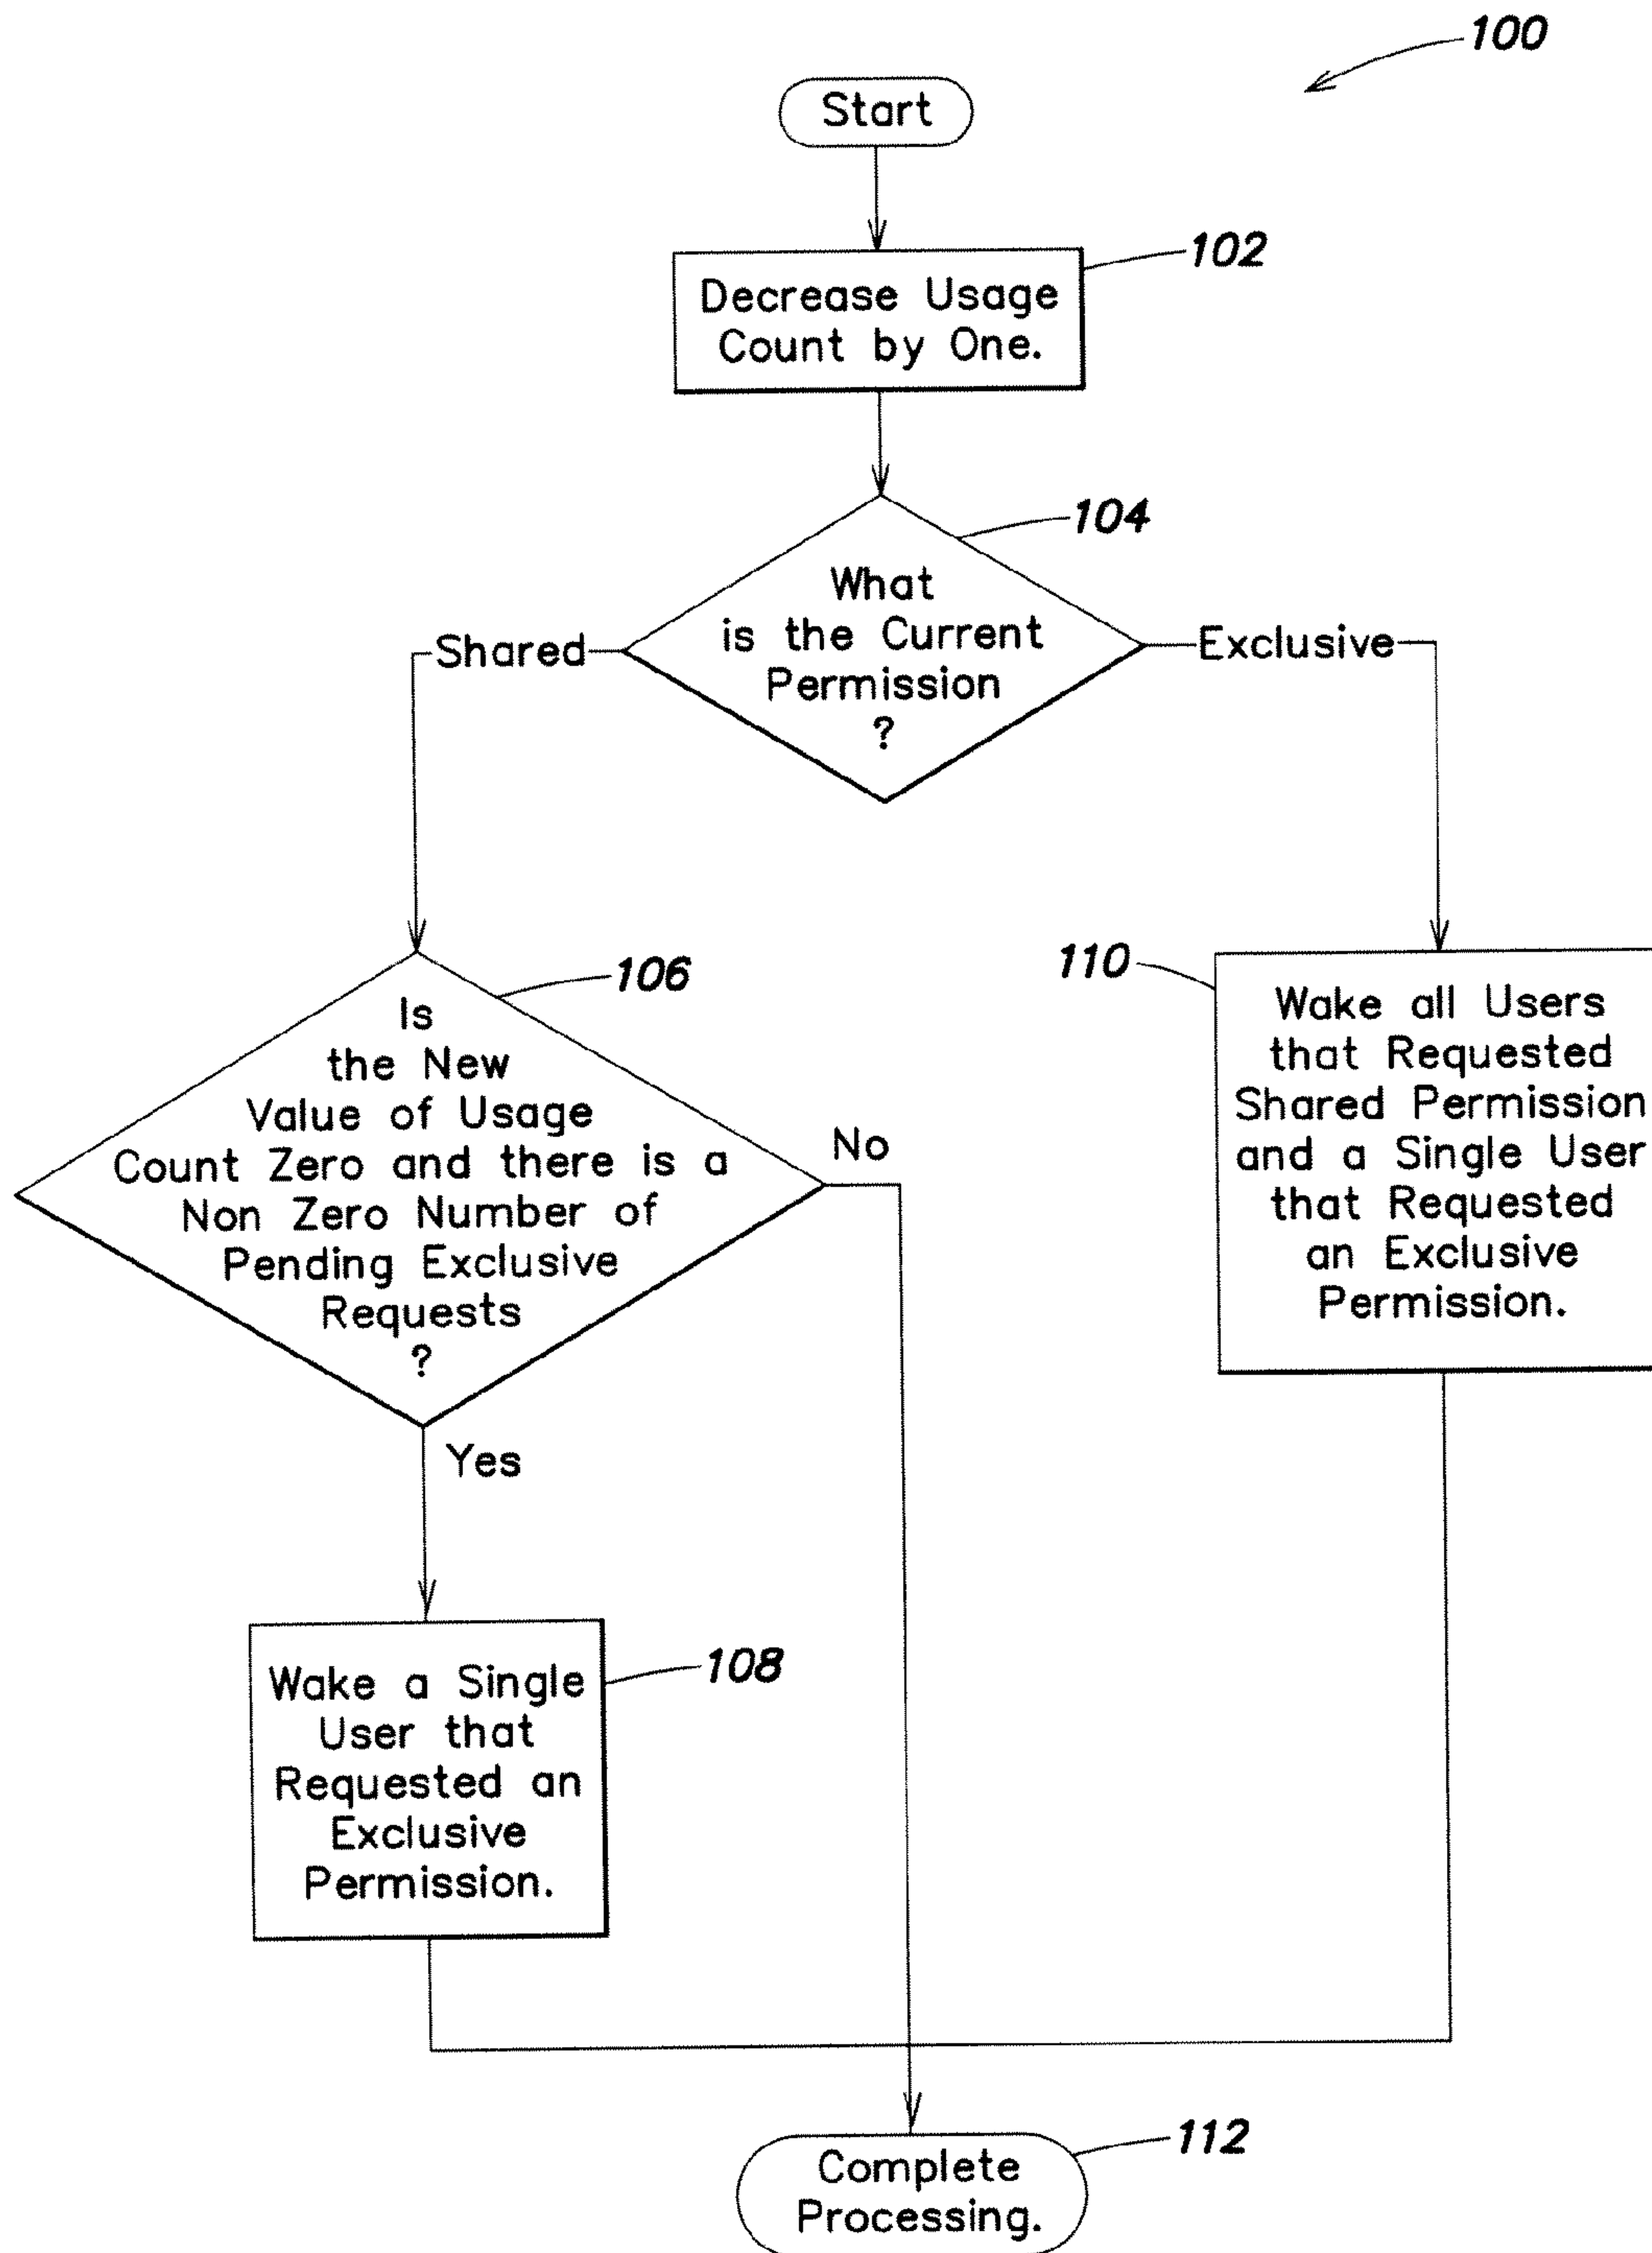 100
Start
102
Decrease Usage
Count by One.
104
What
is the Current
Permission
?
Shared
Exclusive
106
Is
the New
Value of Usage
Count Zero and there is a
Non Zero Number of
Pending Exclusive
Requests
?
No
Yes
110
Wake all Users
that Requested
Shared Permission
and a Single User
that Requested
an Exclusive
Permission.
108
Wake a Single
User that
Requested an
Exclusive
Permission.
112
Complete
Processing.